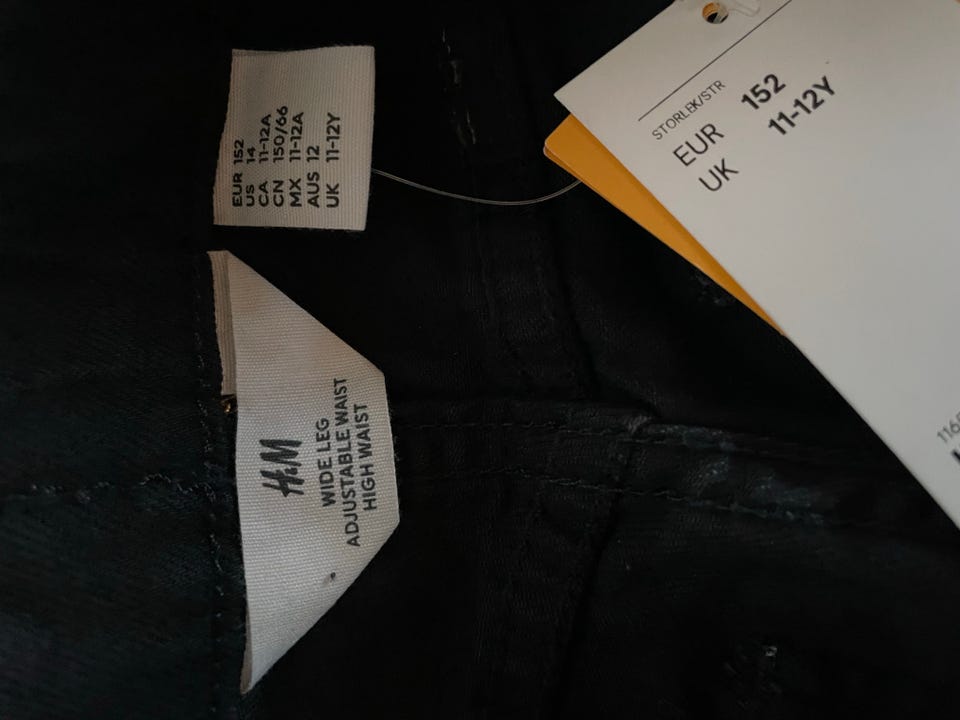 EUR 152
US 14
CA 11-12A
CN 150/66
MX 11-12A
AUS 12
UK 11-12Y
H&M
WIDE LEG
ADJUSTABLE WAIST
HIGH WAIST
STORLEK/STR
EUR 152
UK 11-12Y